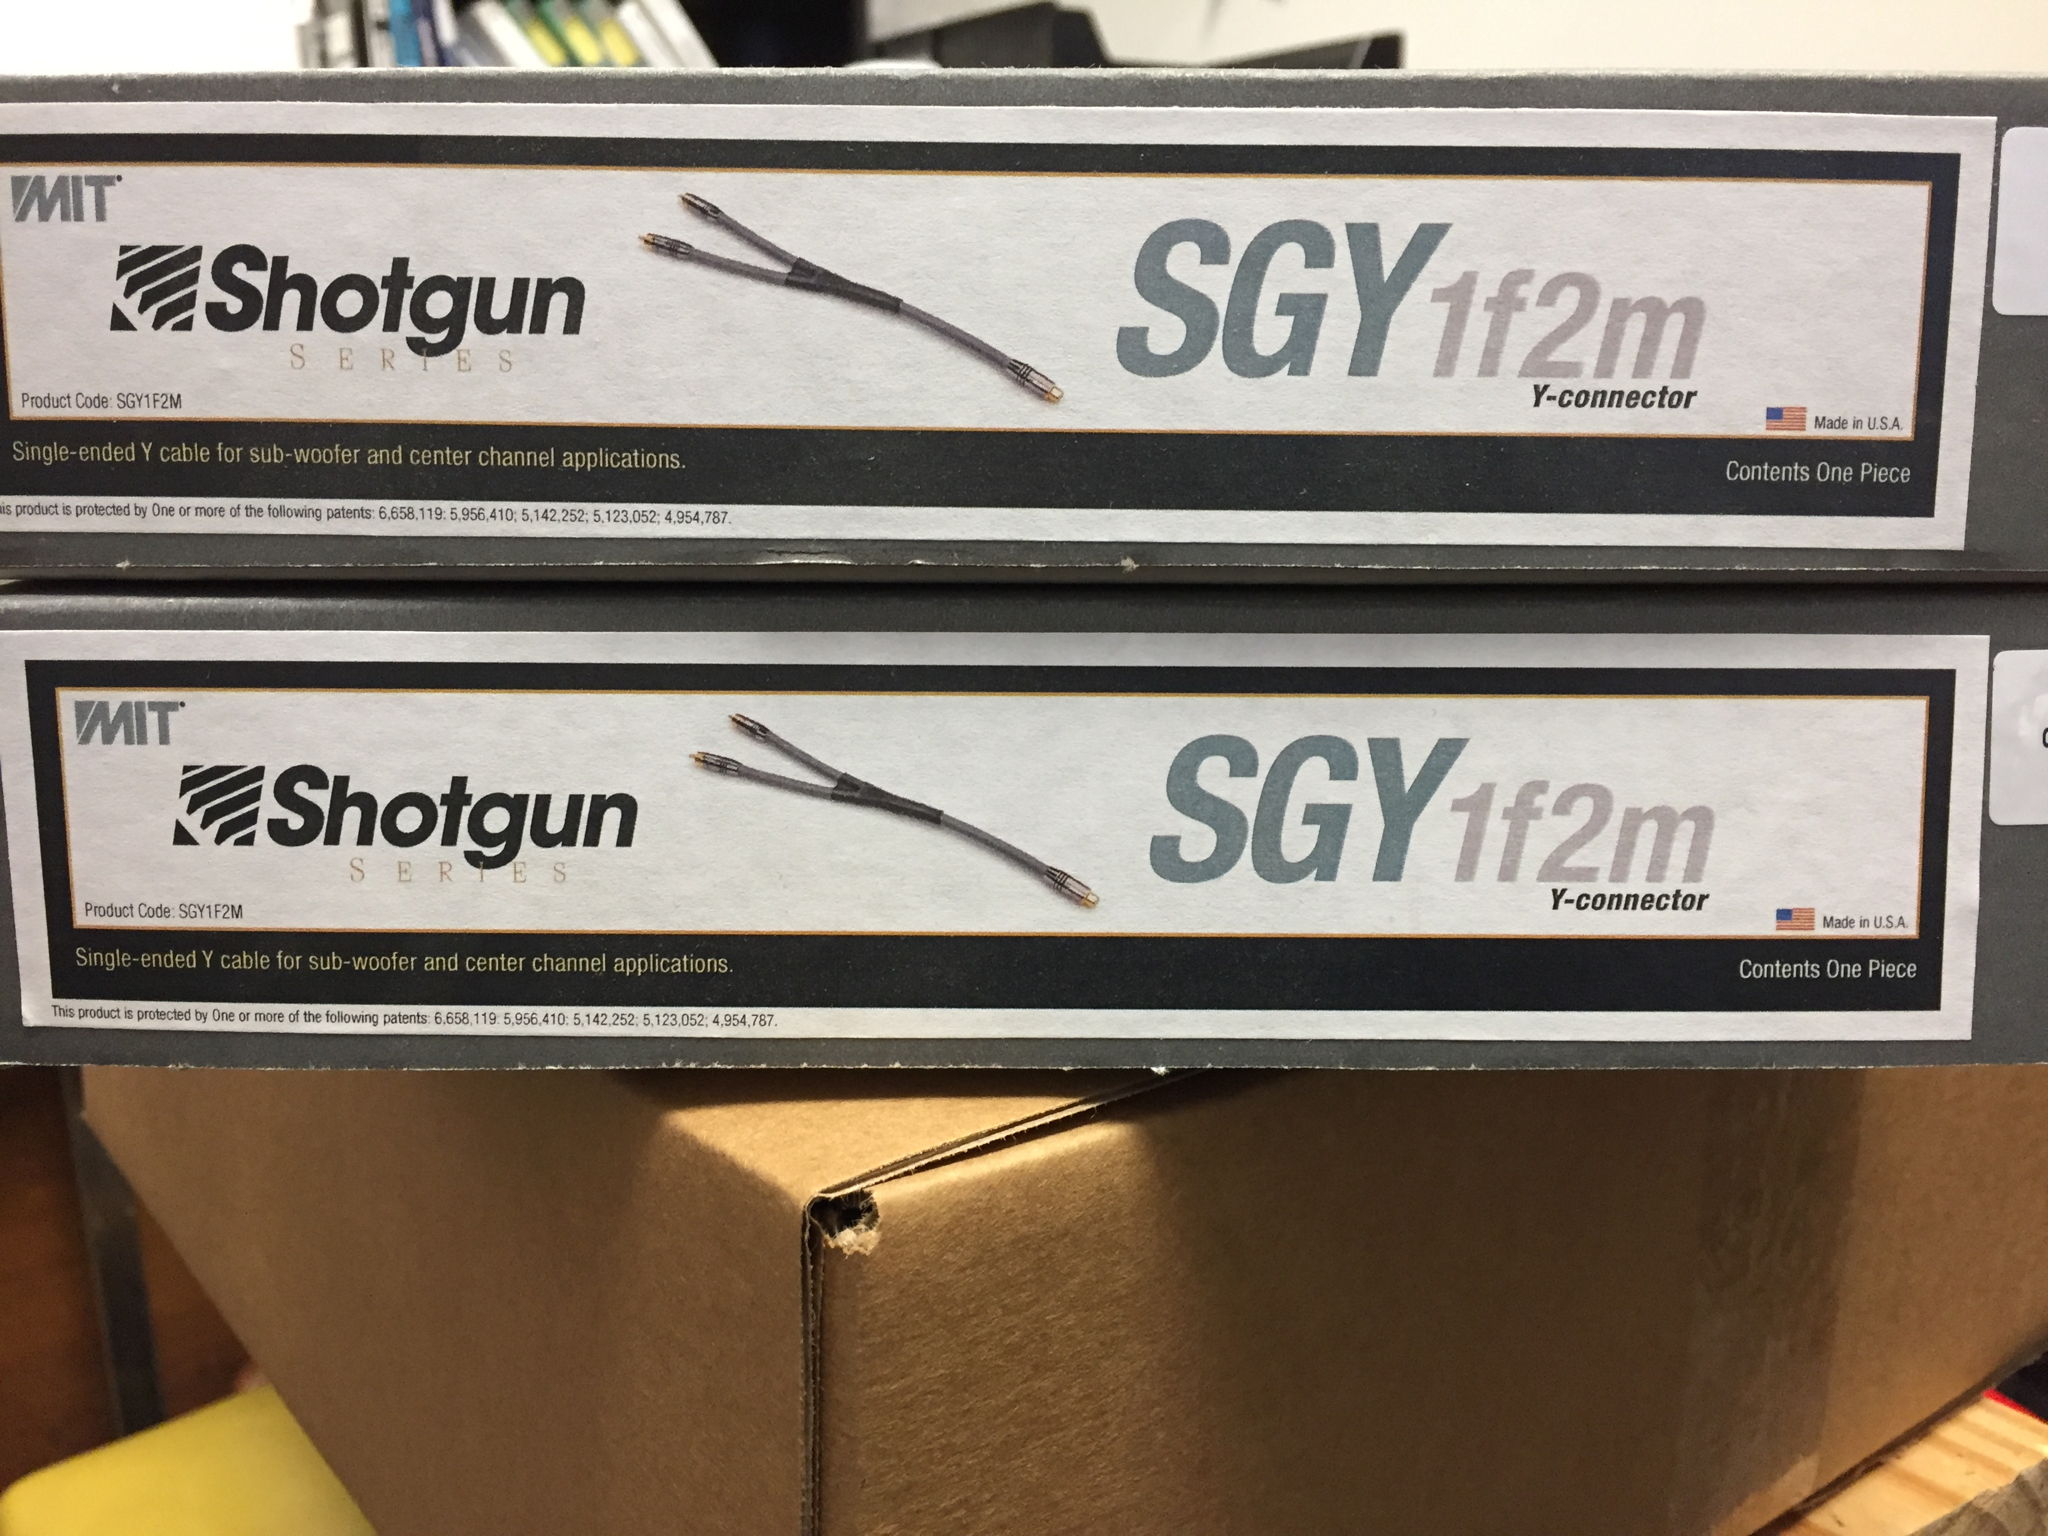 MIT
Shotgun
SERIES
SGY1f2m
Y-connector
Product Code: SGY1F2M
Made in U.S.A.
Single-ended Y cable for sub-woofer and center channel applications.
Contents One Piece
is product is protected by One or more of the following patents: 6,658,119: 5,956,410; 5,142,252; 5,123,052; 4,954,787.
MIT
Shotgun
SERIES
SGY1f2m
Y-connector
Product Code: SGY1F2M
Made in U.S.A.
Single-ended Y cable for sub-woofer and center channel applications.
Contents One Piece
This product is protected by One or more of the following patents: 6,658,119: 5,956,410: 5,142,252; 5,123,052; 4,954,787.